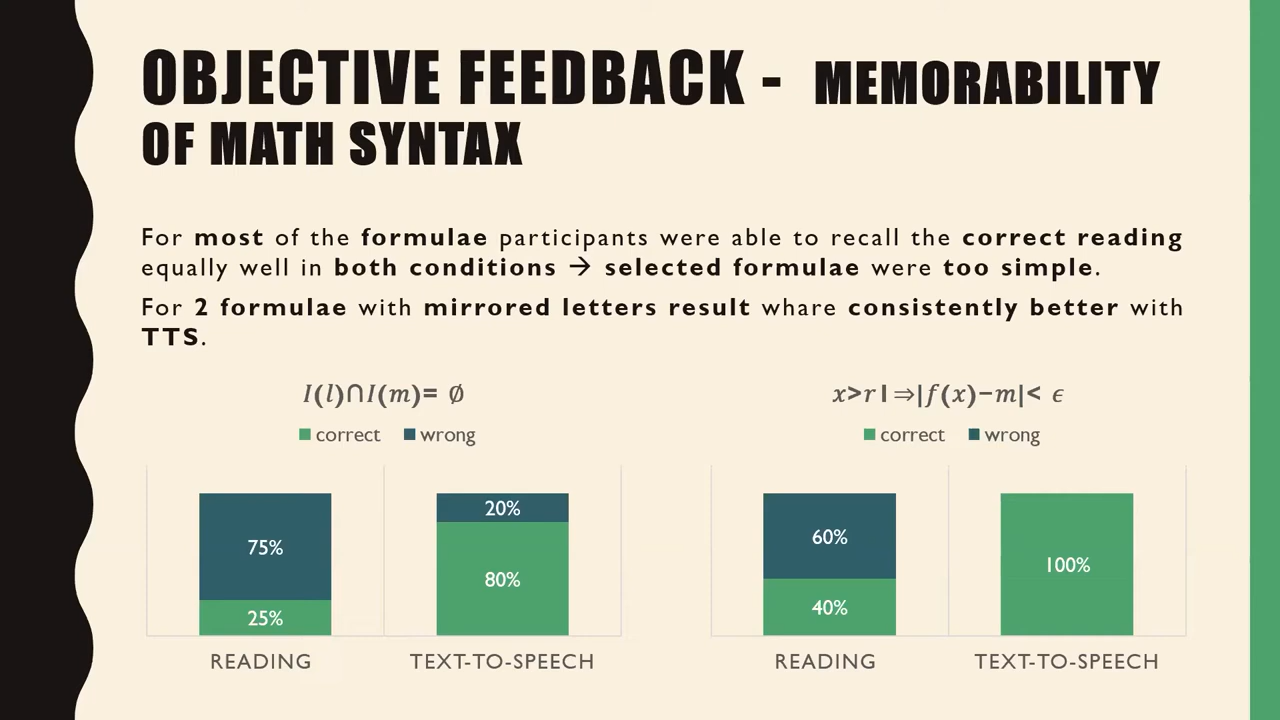 OBJECTIVE FEEDBACK - MEMORABILITY
OF MATH SYNTAX
For most of the formulae participants were able to recall the correct reading
equally well in both conditions → selected formulae were too simple.
For 2 formulae with mirrored letters result whare consistently better with
TTS.
I(l)∩I(m)= ∅
correct wrong
75%
25%
20%
80%
READING TEXT-TO-SPEECH
x>r I ⇒|f(x)−m|< ϵ
correct wrong
60%
40%
100%
READING TEXT-TO-SPEECH